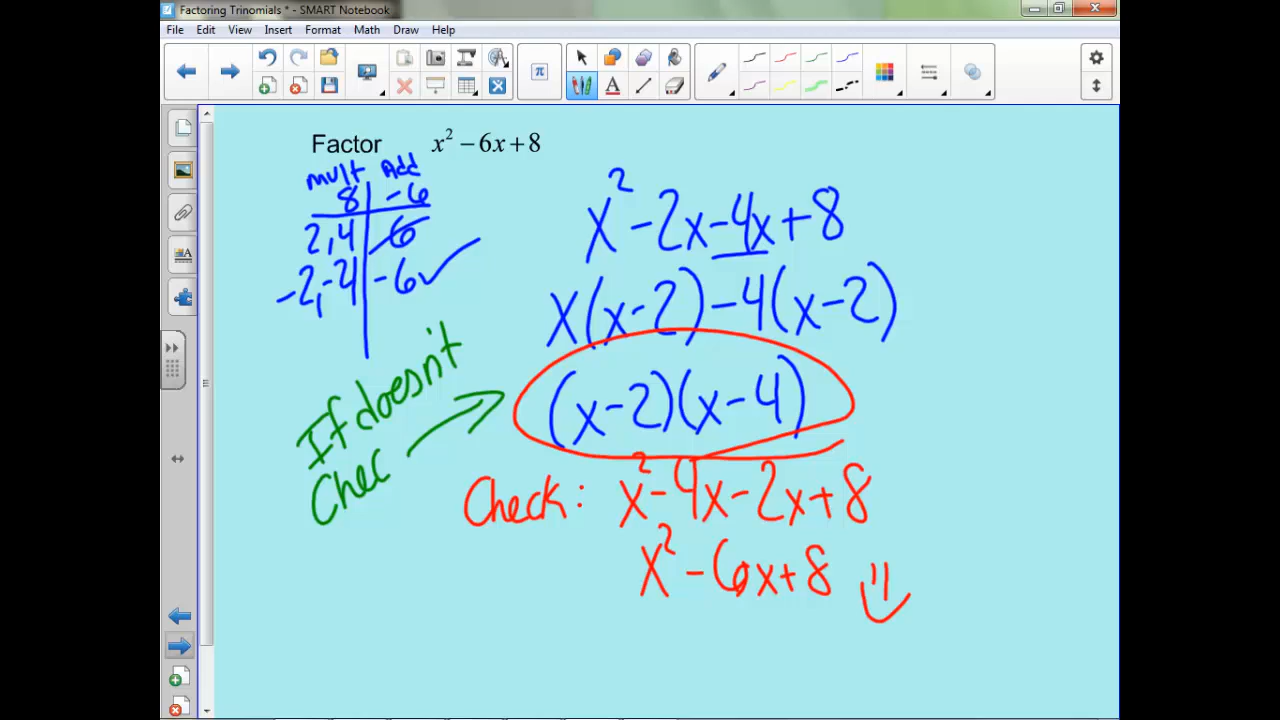 Factoring Trinomials * - SMART Notebook
File Edit View Insert Format Math Draw Help
Factor x² − 6x + 8
mult Add
8 -6
2,4 6
-2,-4 -6✓
x² -2x -4x + 8
x(x-2) -4(x-2)
(x-2)(x-4)
If doesn't
Chec
Check: x² -4x -2x + 8
x² - 6x + 8